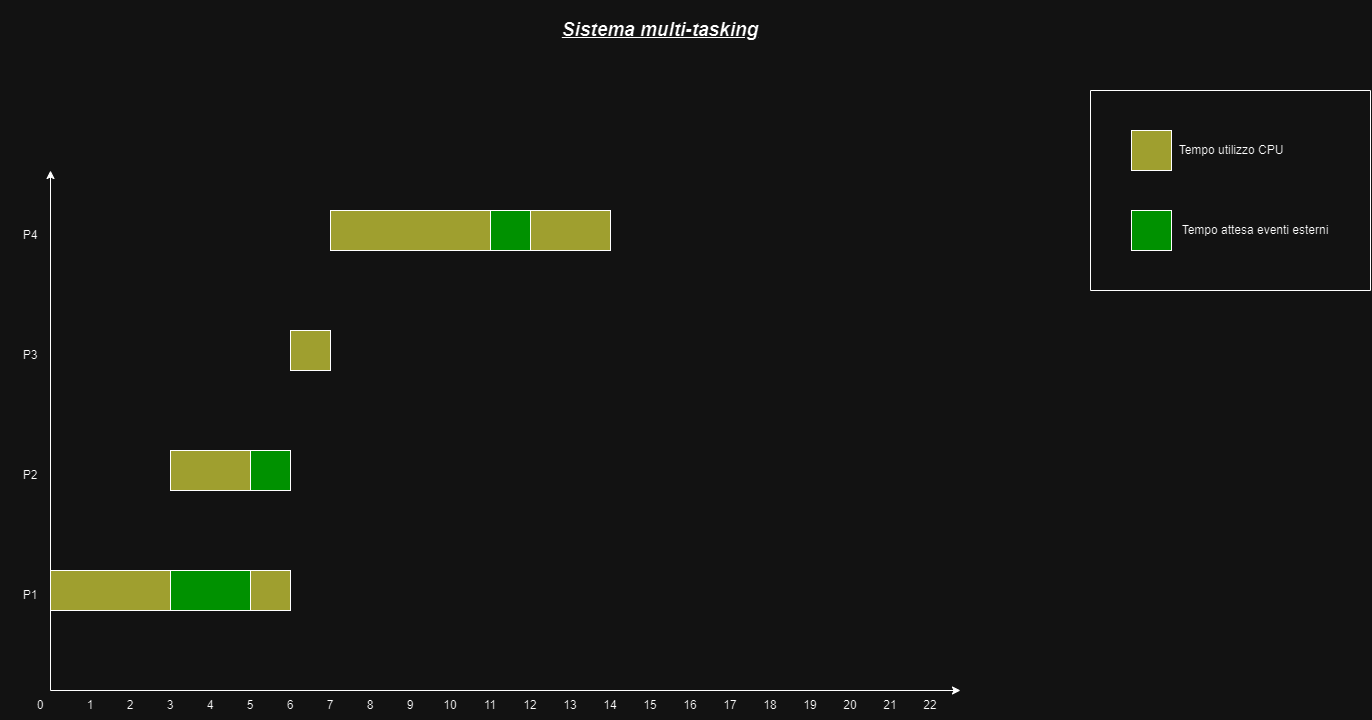 Sistema multi-tasking
Tempo utilizzo CPU
Tempo attesa eventi esterni
P4
P3
P2
P1
0 1 2 3 4 5 6 7 8 9 10 11 12 13 14 15 16 17 18 19 20 21 22